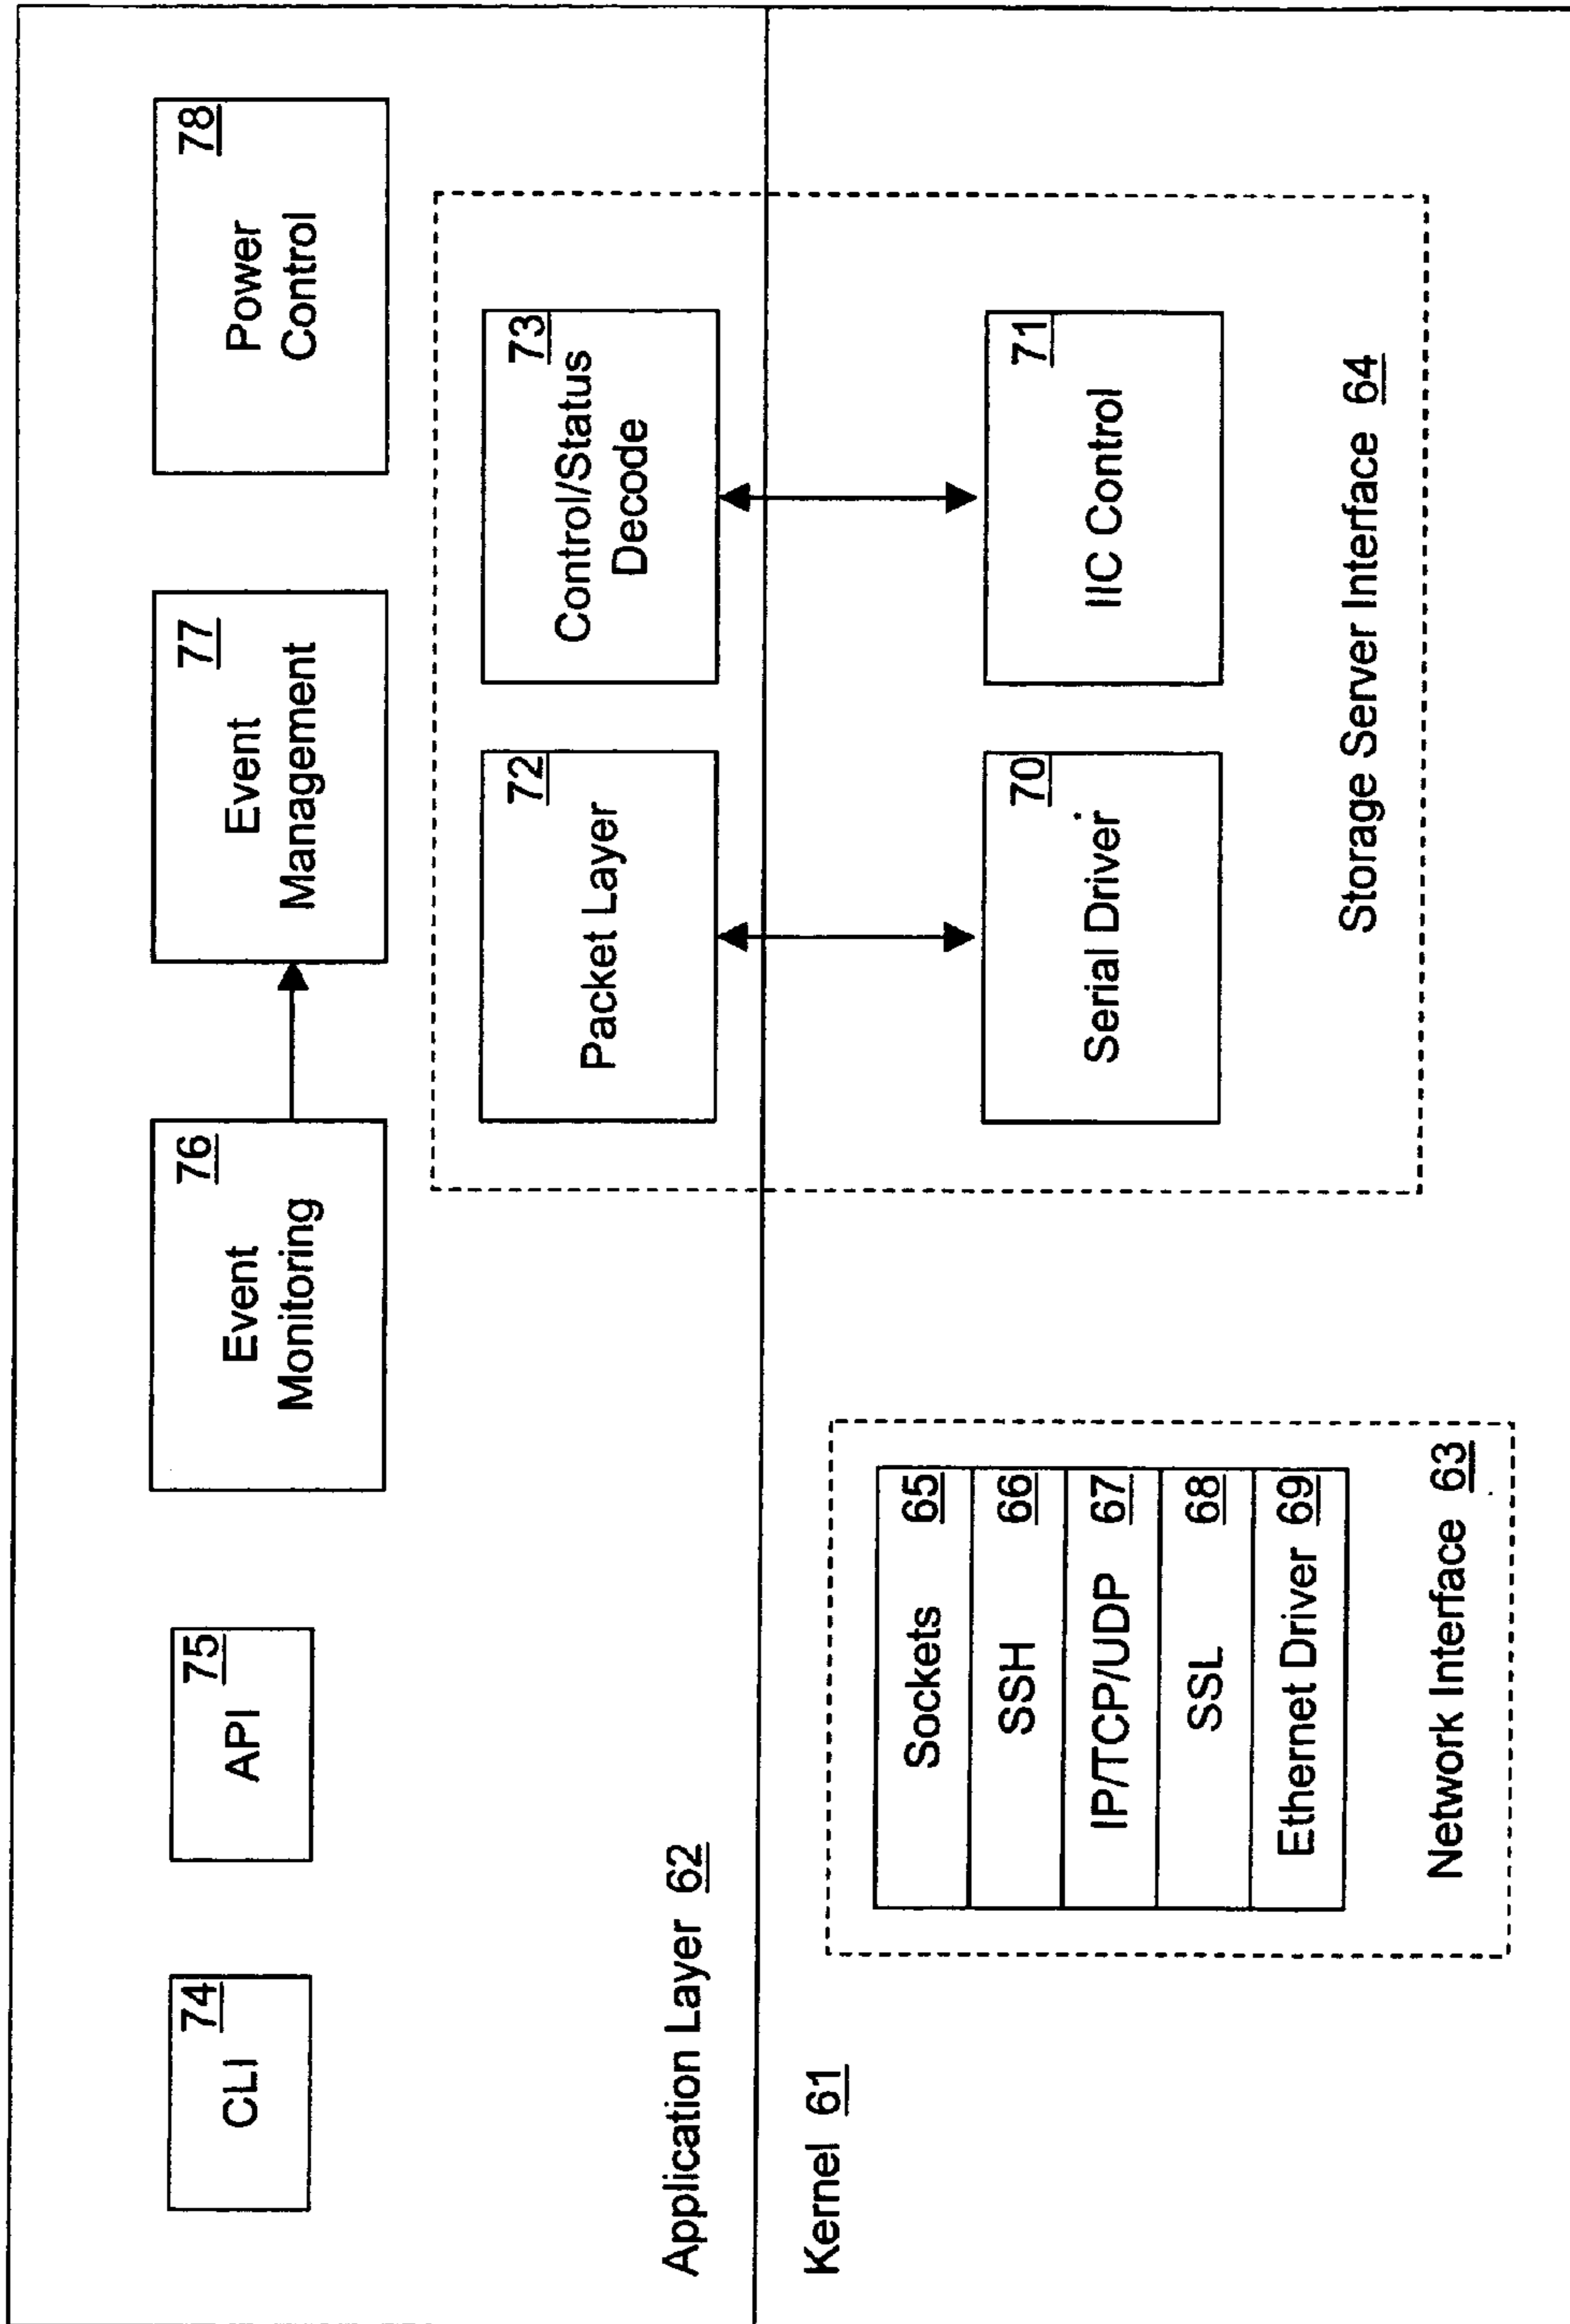 CLI
74
API
75
Event
Monitoring
76
Event
Management
77
Power
Control
78
Application Layer 62
Packet Layer
72
Control/Status
Decode
73
Kernel 61
Sockets 65
SSH 66
IP/TCP/UDP 67
SSL 68
Ethernet Driver 69
Network Interface 63
Serial Driver
70
IIC Control
71
Storage Server Interface 64